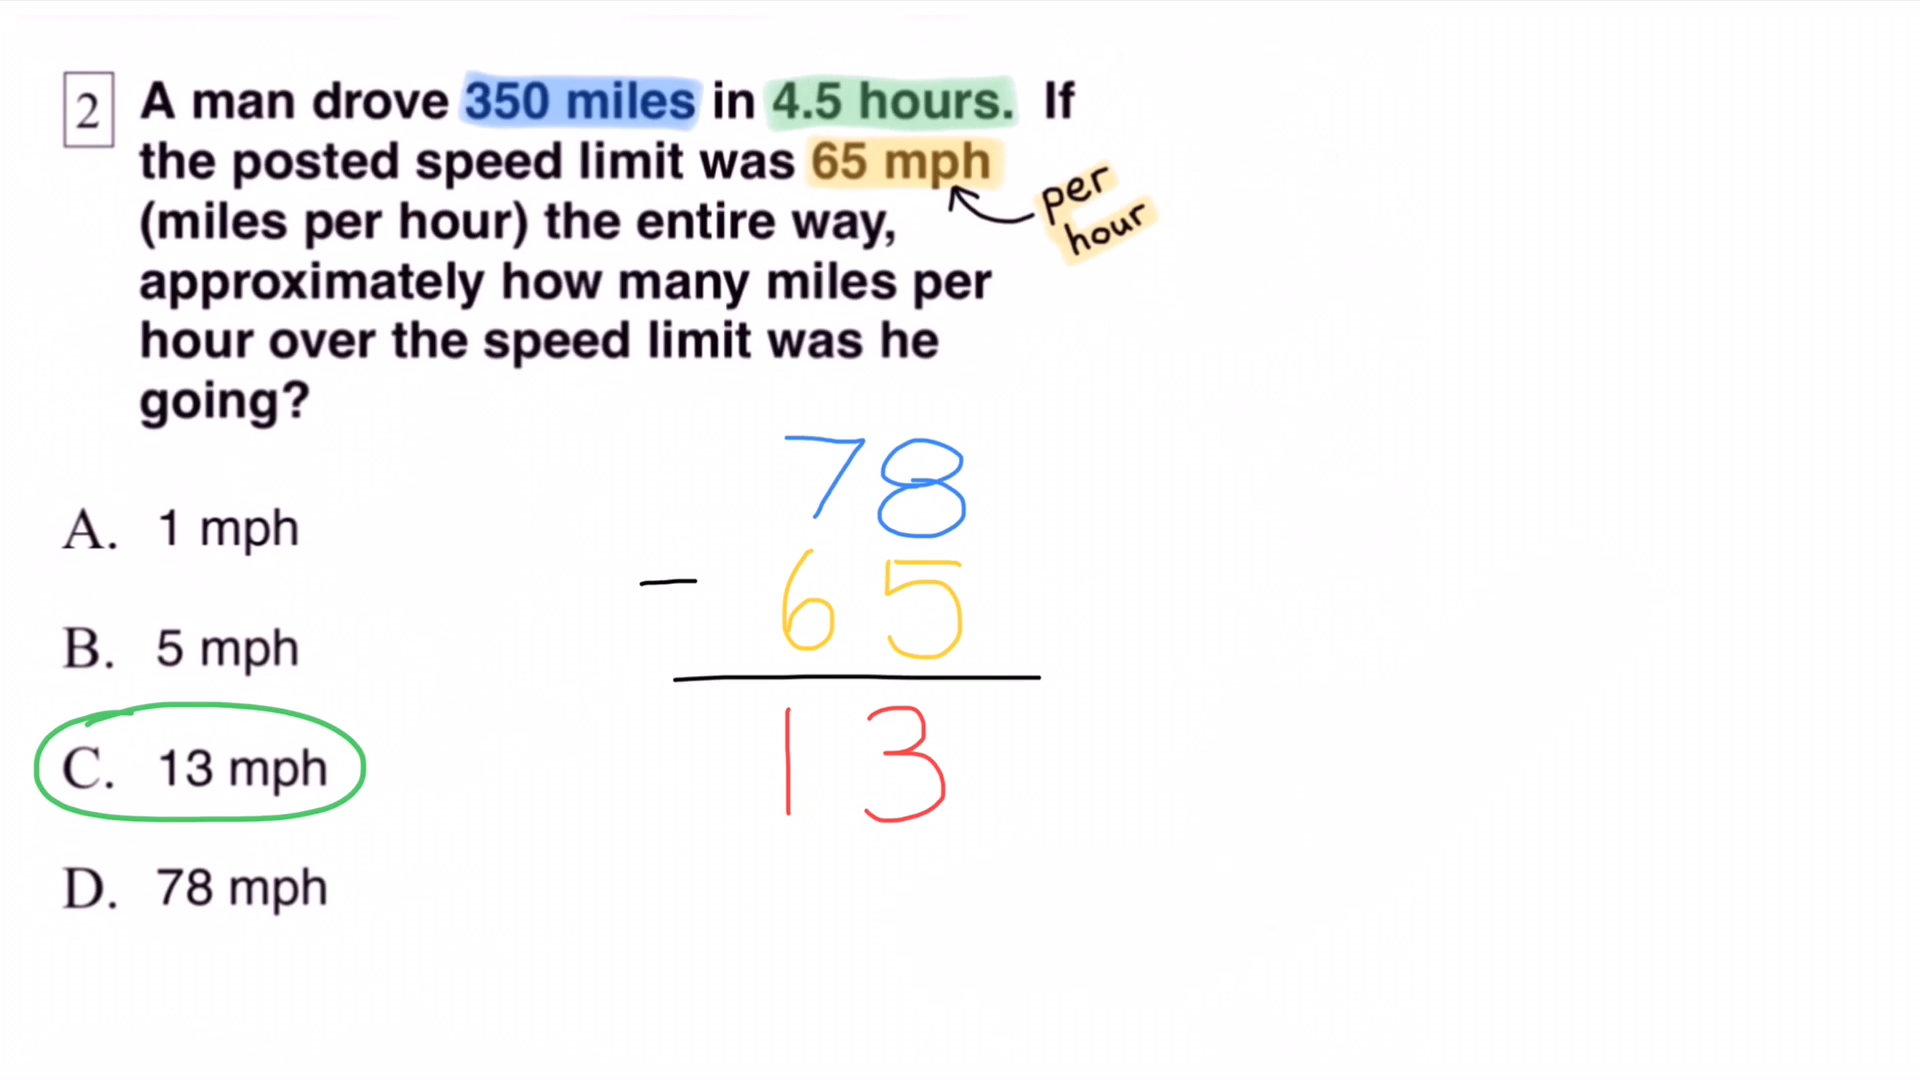 2 A man drove 350 miles in 4.5 hours. If
the posted speed limit was 65 mph
(miles per hour) the entire way,
approximately how many miles per
hour over the speed limit was he
going?
per
hour
A. 1 mph
B. 5 mph
C. 13 mph
D. 78 mph
78
- 65
13